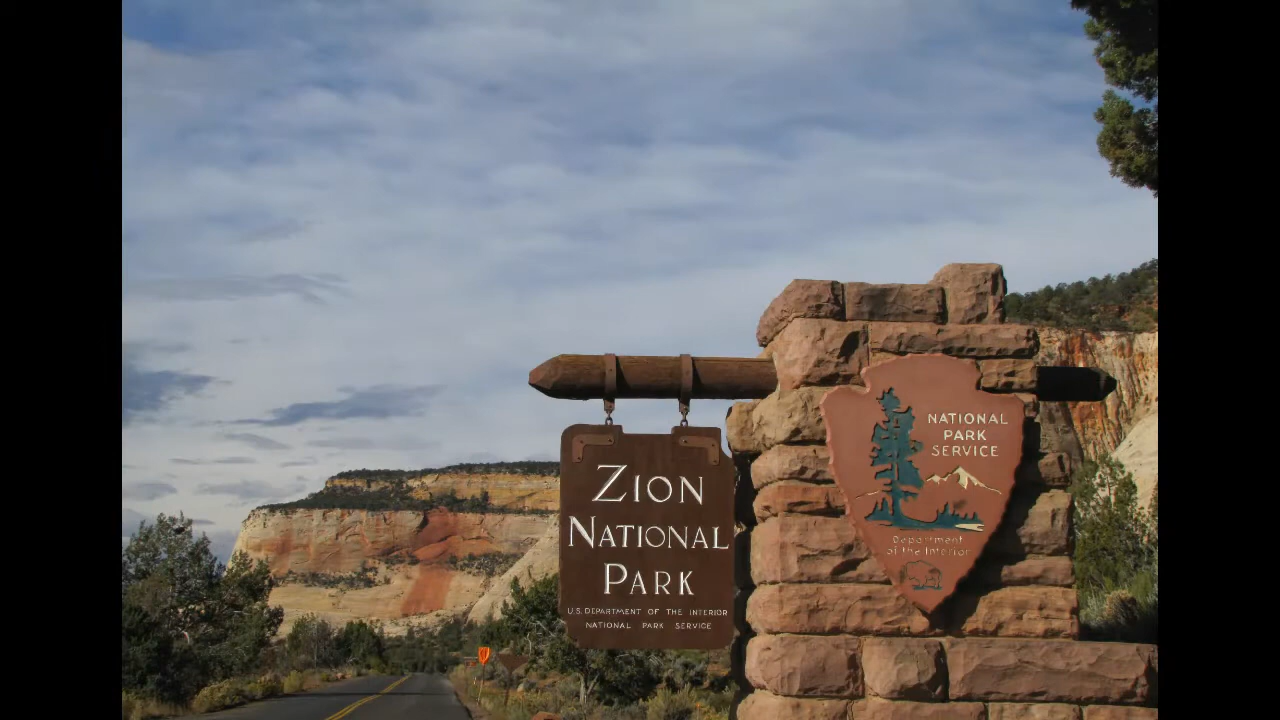 ZION
NATIONAL
PARK
U.S. DEPARTMENT OF THE INTERIOR
NATIONAL PARK SERVICE
NATIONAL
PARK
SERVICE
Department
of the Interior